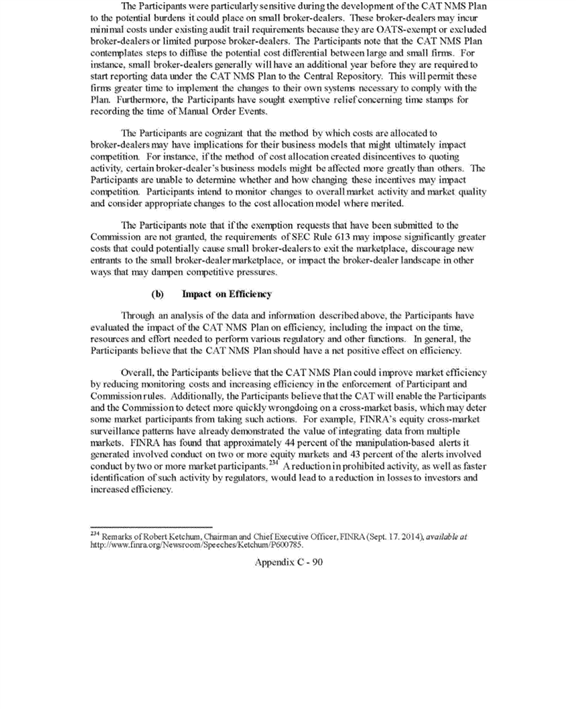 The Participants were particularly sensitive during the development of the CAT NMS Plan
to the potential burdens it could place on small broker-dealers. These broker-dealers may incur
minimal costs under existing audit trail requirements because they are OATS-exempt or excluded
broker-dealers or limited purpose broker-dealers. The Participants note that the CAT NMS Plan
contemplates steps to diffuse the potential cost differential between large and small firms. For
instance, small broker-dealers generally will have an additional year before they are required to
start reporting data under the CAT NMS Plan to the Central Repository. This will permit these
firms greater time to implement the changes to their own systems necessary to comply with the
Plan. Furthermore, the Participants have sought exemptive relief concerning time stamps for
recording the time of Manual Order Events.
The Participants are cognizant that the method by which costs are allocated to
broker-dealers may have implications for their business models that might ultimately impact
competition. For instance, if the method of cost allocation created disincentives to quoting
activity, certain broker-dealer's business models might be affected more greatly than others. The
Participants are unable to determine whether and how changing these incentives may impact
competition. Participants intend to monitor changes to overall market activity and market quality
and consider appropriate changes to the cost allocation model where merited.
The Participants note that if the exemption requests that have been submitted to the
Commission are not granted, the requirements of SEC Rule 613 may impose significantly greater
costs that could potentially cause small broker-dealers to exit the marketplace, discourage new
entrants to the small broker-dealer marketplace, or impact the broker-dealer landscape in other
ways that may dampen competitive pressures.
(b) Impact on Efficiency
Through an analysis of the data and information described above, the Participants have
evaluated the impact of the CAT NMS Plan on efficiency, including the impact on the time,
resources and effort needed to perform various regulatory and other functions. In general, the
Participants believe that the CAT NMS Plan should have a net positive effect on efficiency.
Overall, the Participants believe that the CAT NMS Plan could improve market efficiency
by reducing monitoring costs and increasing efficiency in the enforcement of Participant and
Commission rules. Additionally, the Participants believe that the CAT will enable the Participants
and the Commission to detect more quickly wrongdoing on a cross-market basis, which may deter
some market participants from taking such actions. For example, FINRA's equity cross-market
surveillance patterns have already demonstrated the value of integrating data from multiple
markets. FINRA has found that approximately 44 percent of the manipulation-based alerts it
generated involved conduct on two or more equity markets and 43 percent of the alerts involved
conduct by two or more market participants.234 A reduction in prohibited activity, as well as faster
identification of such activity by regulators, would lead to a reduction in losses to investors and
increased efficiency.
234 Remarks of Robert Ketchum, Chairman and Chief Executive Officer, FINRA (Sept. 17. 2014), available at
http://www.finra.org/Newsroom/Speeches/Ketchum/P600785.
Appendix C - 90